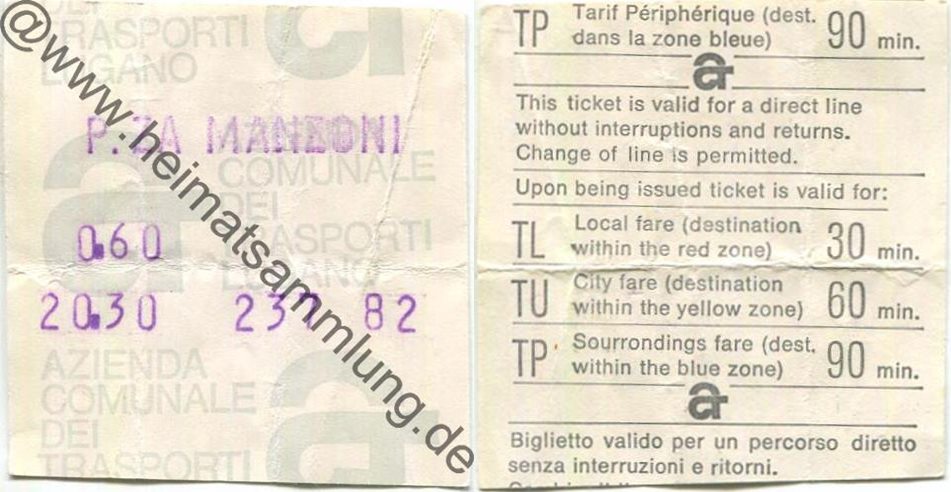 DEI
TRASPORTI
LUGANO
P.ZA MANZONI
COMUNALE
DEI
TRASPORTI
LUGANO
0.60
20.30 237 82
AZIENDA
COMUNALE
DEI
TRASPORTI
@www.heimatsammlung.de
TP Tarif Périphérique (dest. dans la zone bleue) 90 min.
This ticket is valid for a direct line
without interruptions and returns.
Change of line is permitted.
Upon being issued ticket is valid for:
TL Local fare (destination within the red zone) 30 min.
TU City fare (destination within the yellow zone) 60 min.
TP Sourrondings fare (dest. within the blue zone) 90 min.
Biglietto valido per un percorso diretto
senza interruzioni e ritorni.